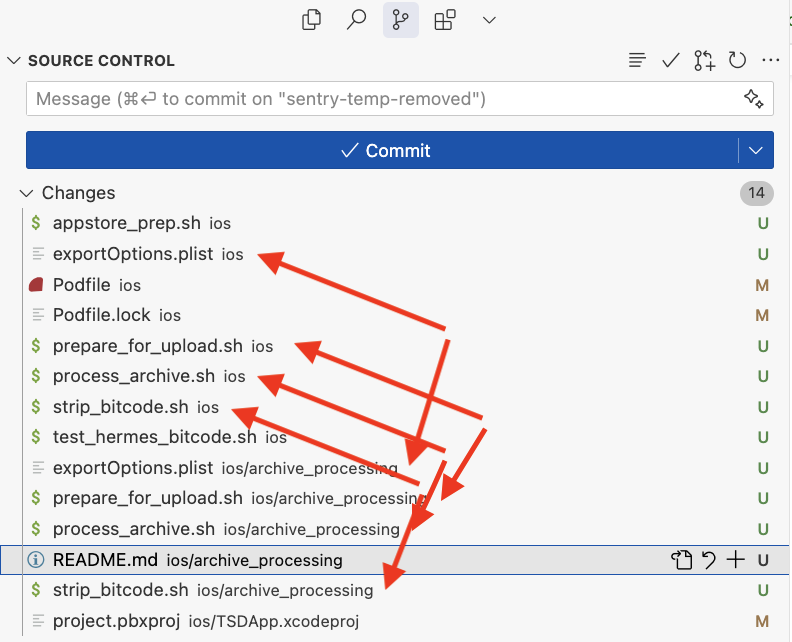 SOURCE CONTROL
Message (⌘⏎ to commit on "sentry-temp-removed")
Commit
Changes 14
$ appstore_prep.sh ios U
exportOptions.plist ios U
Podfile ios M
Podfile.lock ios M
$ prepare_for_upload.sh ios U
$ process_archive.sh ios U
$ strip_bitcode.sh ios U
$ test_hermes_bitcode.sh ios U
exportOptions.plist ios/archive_processing U
$ prepare_for_upload.sh ios/archive_processing U
$ process_archive.sh ios/archive_processing U
README.md ios/archive_processing U
$ strip_bitcode.sh ios/archive_processing U
project.pbxproj ios/TSDApp.xcodeproj M